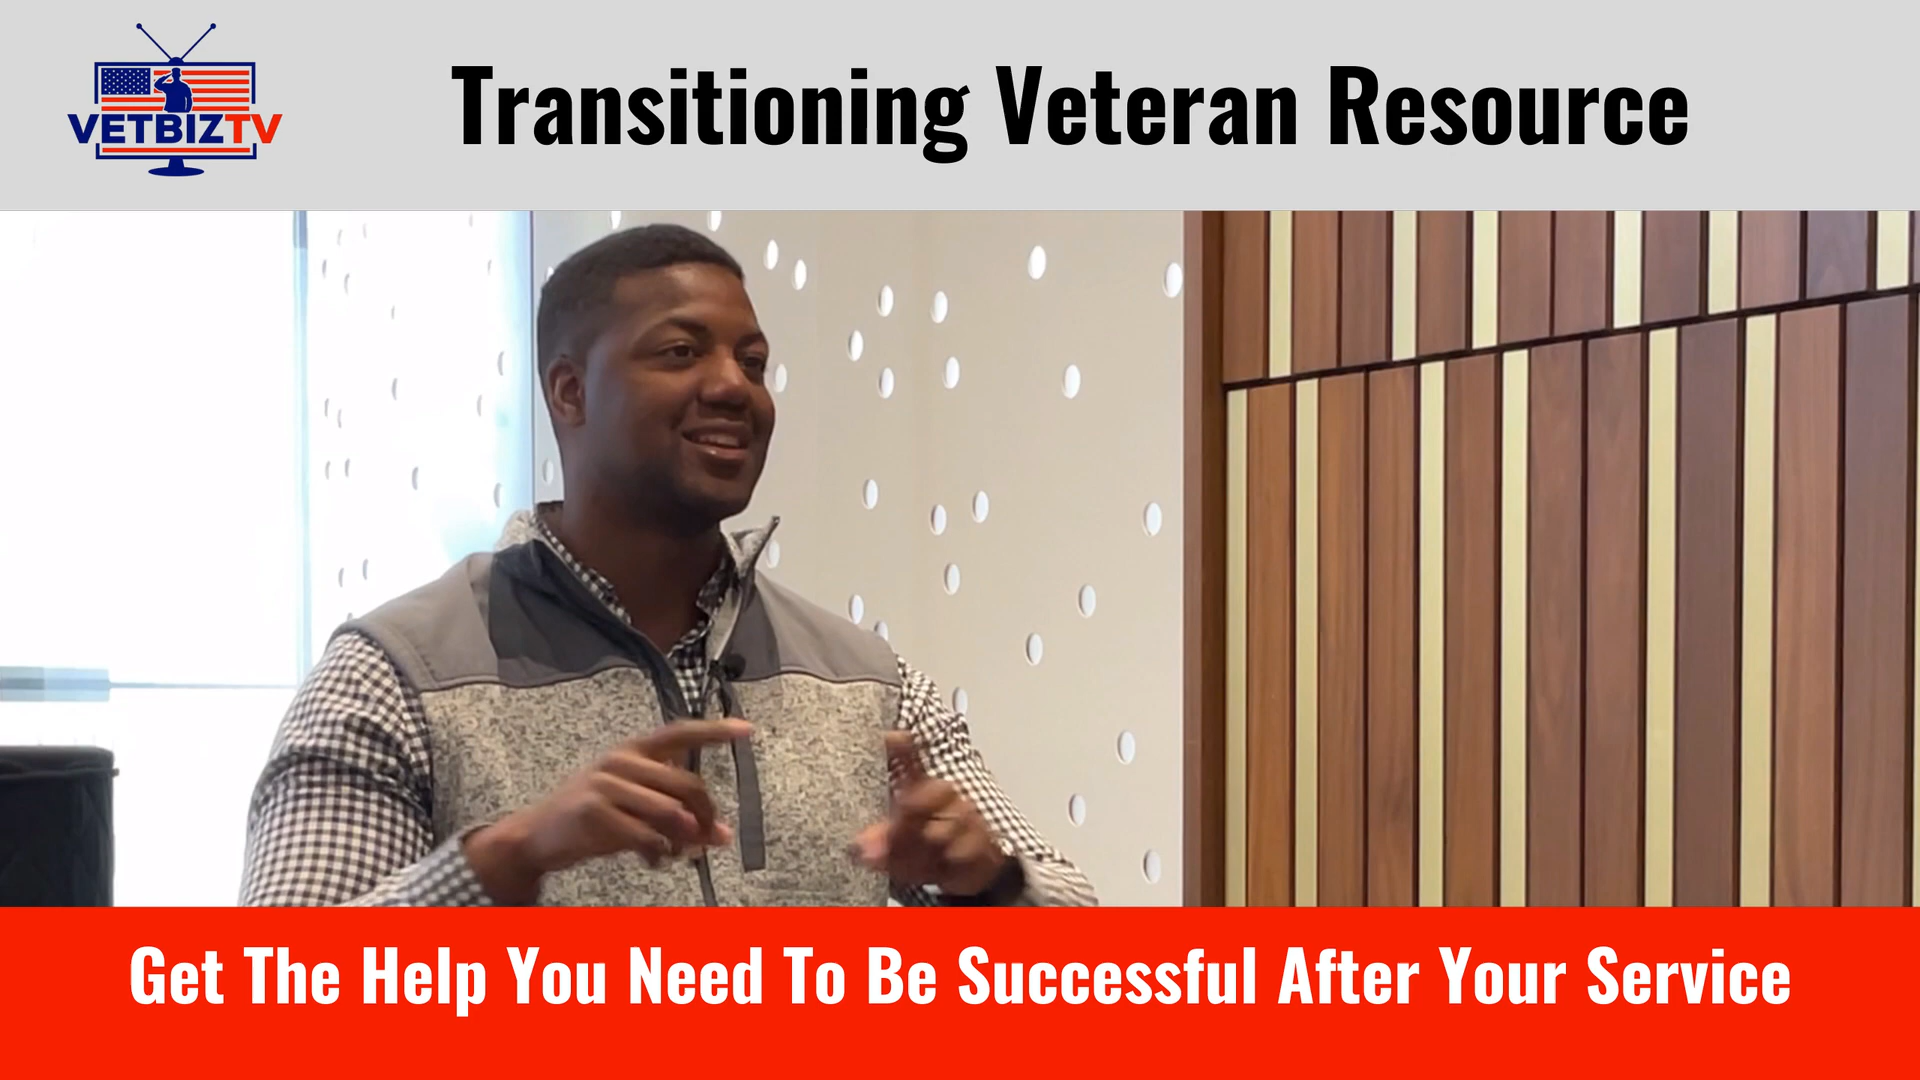 VETBIZTV
Transitioning Veteran Resource
Get The Help You Need To Be Successful After Your Service